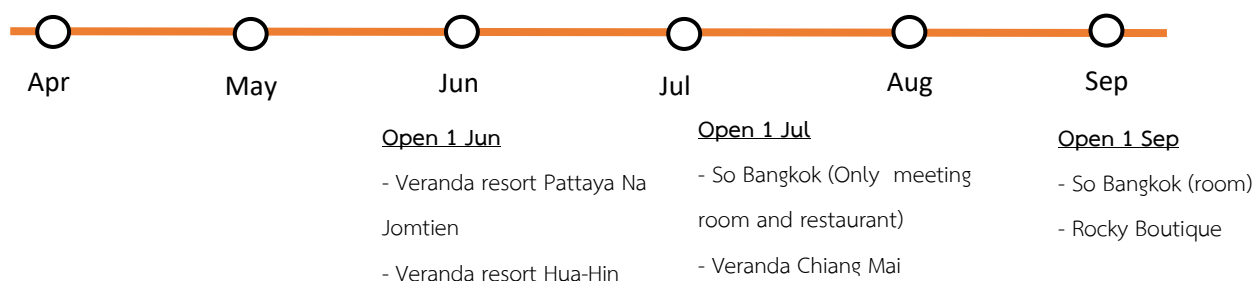 Apr
May
Jun
Jul
Aug
Sep
Open 1 Jun
- Veranda resort Pattaya Na
Jomtien
- Veranda resort Hua-Hin
Open 1 Jul
- So Bangkok (Only meeting
room and restaurant)
- Veranda Chiang Mai
Open 1 Sep
- So Bangkok (room)
- Rocky Boutique